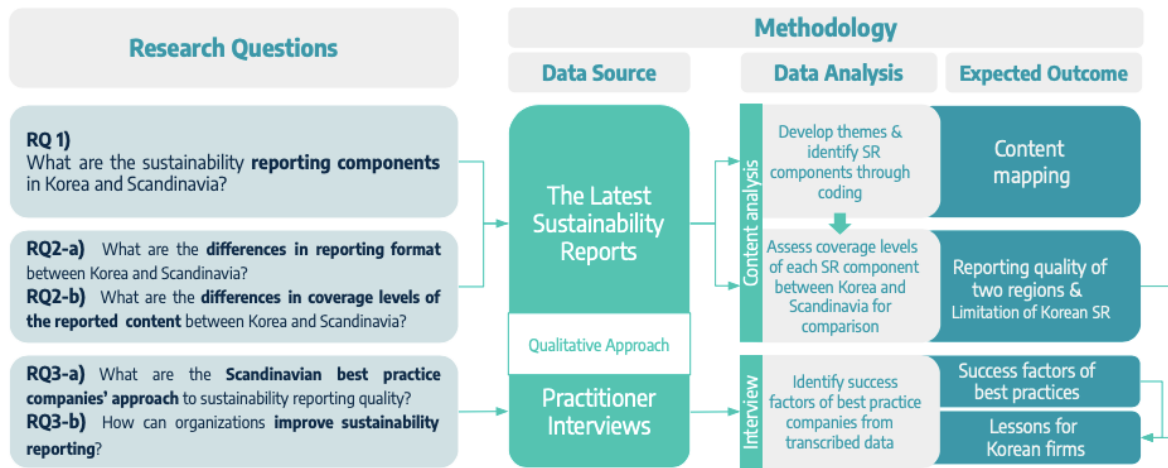 Research Questions
Methodology
Data Source
Data Analysis
Expected Outcome
RQ 1)
What are the sustainability reporting components
in Korea and Scandinavia?
RQ2-a) What are the differences in reporting format
between Korea and Scandinavia?
RQ2-b) What are the differences in coverage levels of
the reported content between Korea and Scandinavia?
RQ3-a) What are the Scandinavian best practice
companies' approach to sustainability reporting quality?
RQ3-b) How can organizations improve sustainability
reporting?
The Latest
Sustainability
Reports
Qualitative Approach
Practitioner
Interviews
Content analysis
Develop themes &
identify SR
components through
coding
Assess coverage levels
of each SR component
between Korea and
Scandinavia for
comparison
Interview
Identify success
factors of best practice
companies from
transcribed data
Content
mapping
Reporting quality of
two regions &
Limitation of Korean SR
Success factors of
best practices
Lessons for
Korean firms